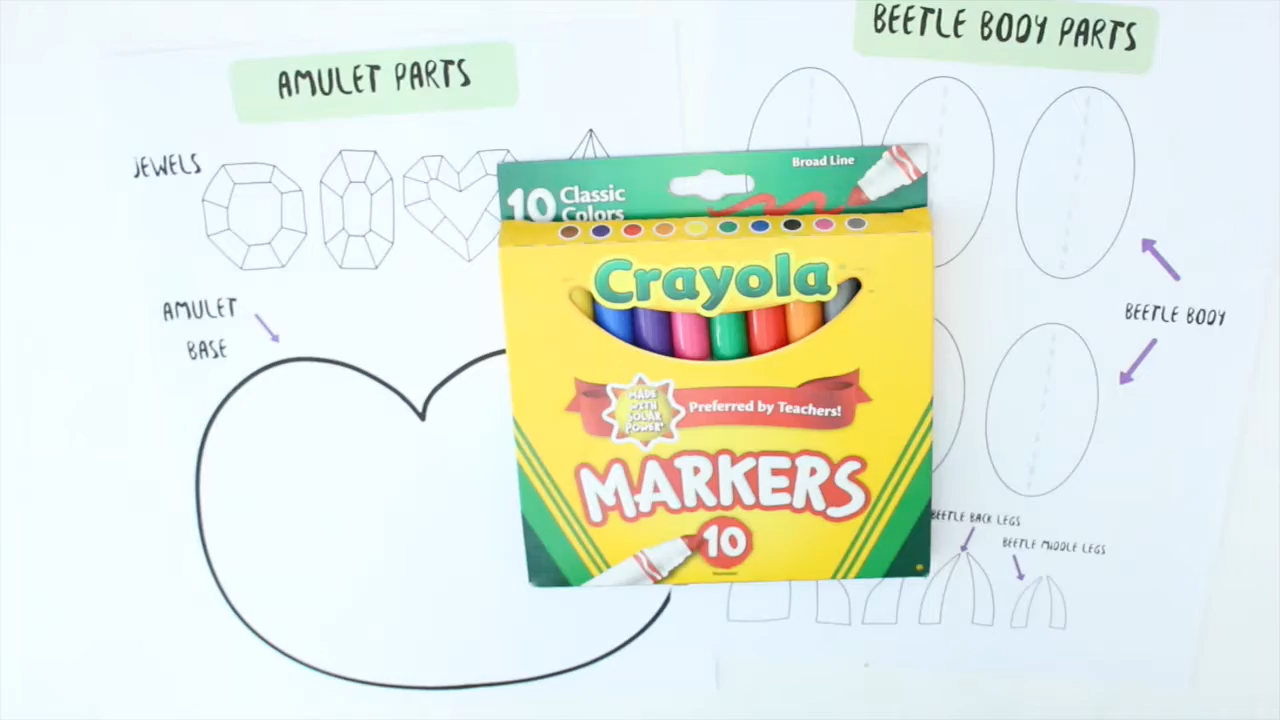 AMULET PARTS
JEWELS
AMULET
BASE
BEETLE BODY PARTS
BEETLE BODY
BEETLE BACK LEGS
BEETLE MIDDLE LEGS
Broad Line
10 Classic
Colors
Crayola
MADE
WITH
SOLAR
POWER*
Preferred by Teachers!
MARKERS
10